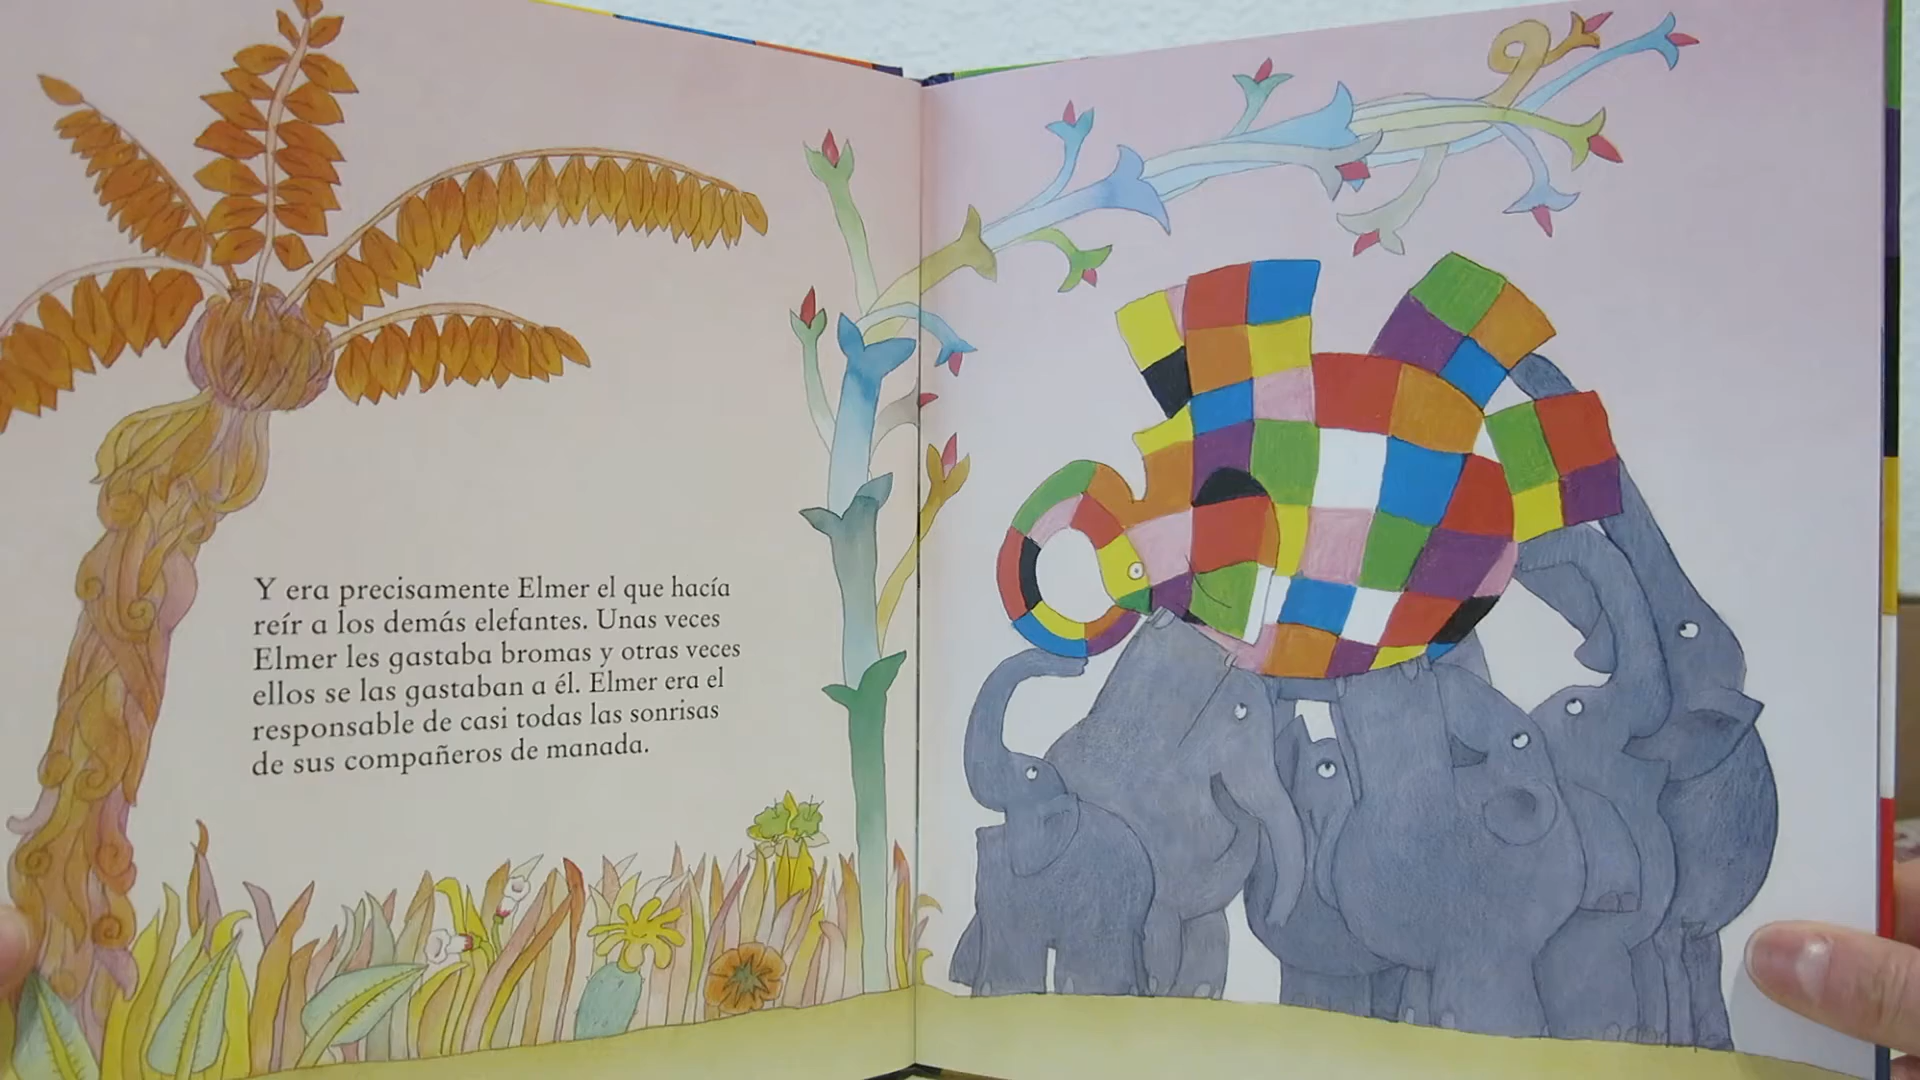 Y era precisamente Elmer el que hacía
reír a los demás elefantes. Unas veces
Elmer les gastaba bromas y otras veces
ellos se las gastaban a él. Elmer era el
responsable de casi todas las sonrisas
de sus compañeros de manada.